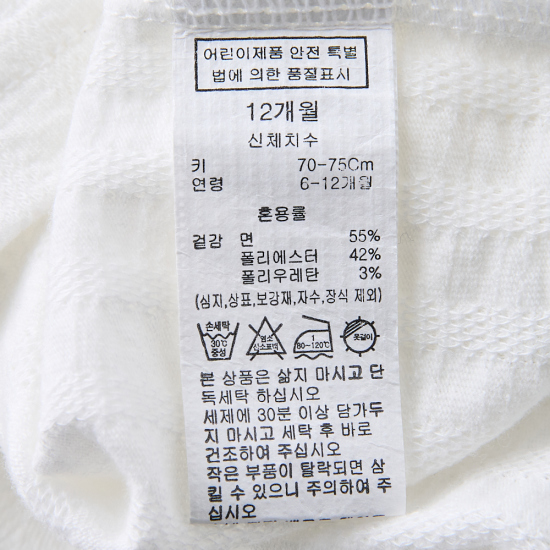 어린이제품 안전 특별
법에 의한 품질표시
12개월
신체치수
키 70-75Cm
연령 6-12개월
혼용률
겉감 면 55%
폴리에스터 42%
폴리우레탄 3%
(심지,상표,보강재,자수,장식 제외)
손세탁 30℃ 중성 염소 산소표백 1 80-120℃ 옷걸이
본 상품은 삶지 마시고 단
독세탁 하십시오
세제에 30분 이상 담가두
지 마시고 세탁 후 바로
건조하여 주십시오
작은 부품이 탈락되면 삼
킬 수 있으니 주의하여 주
십시오